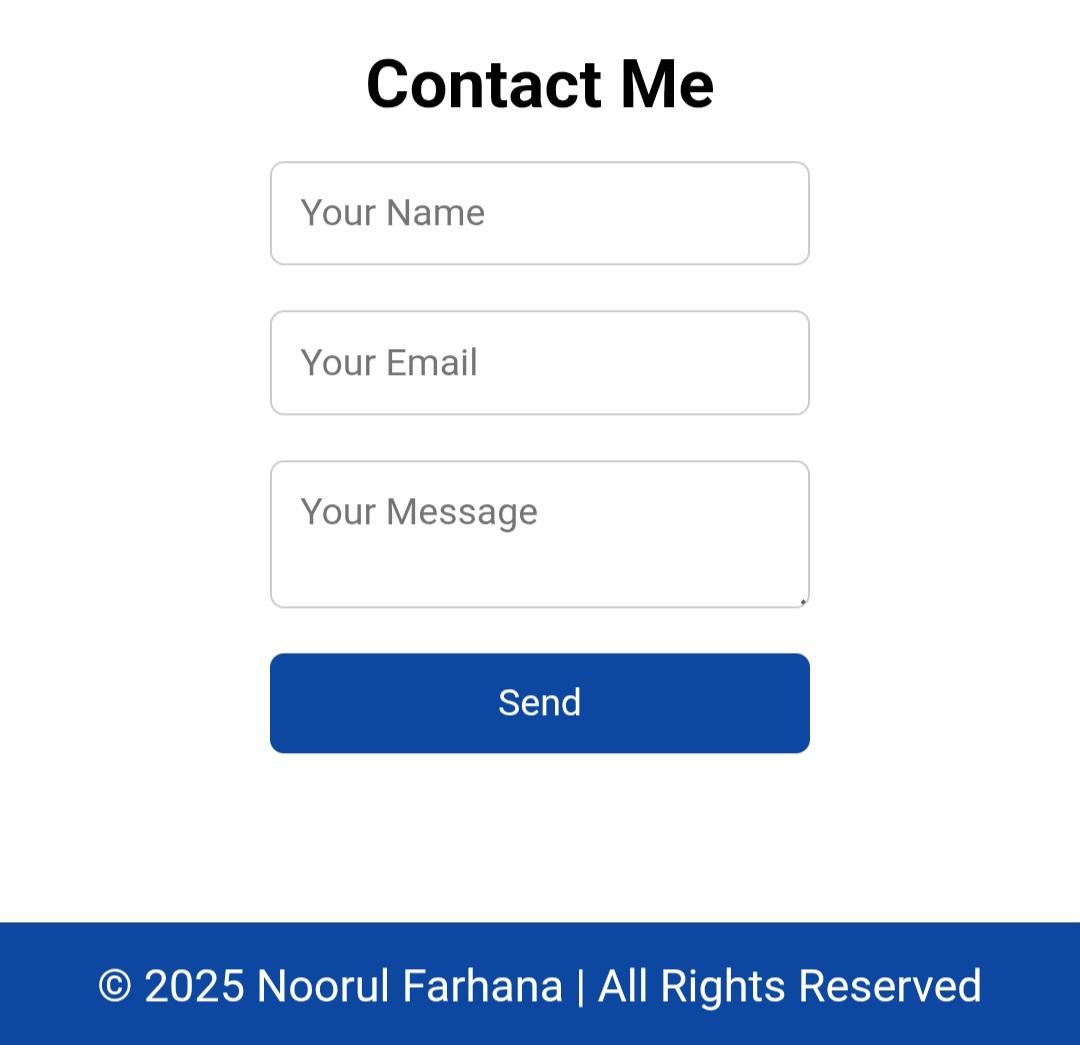 Contact Me
Your Name
Your Email
Your Message
Send
© 2025 Noorul Farhana | All Rights Reserved